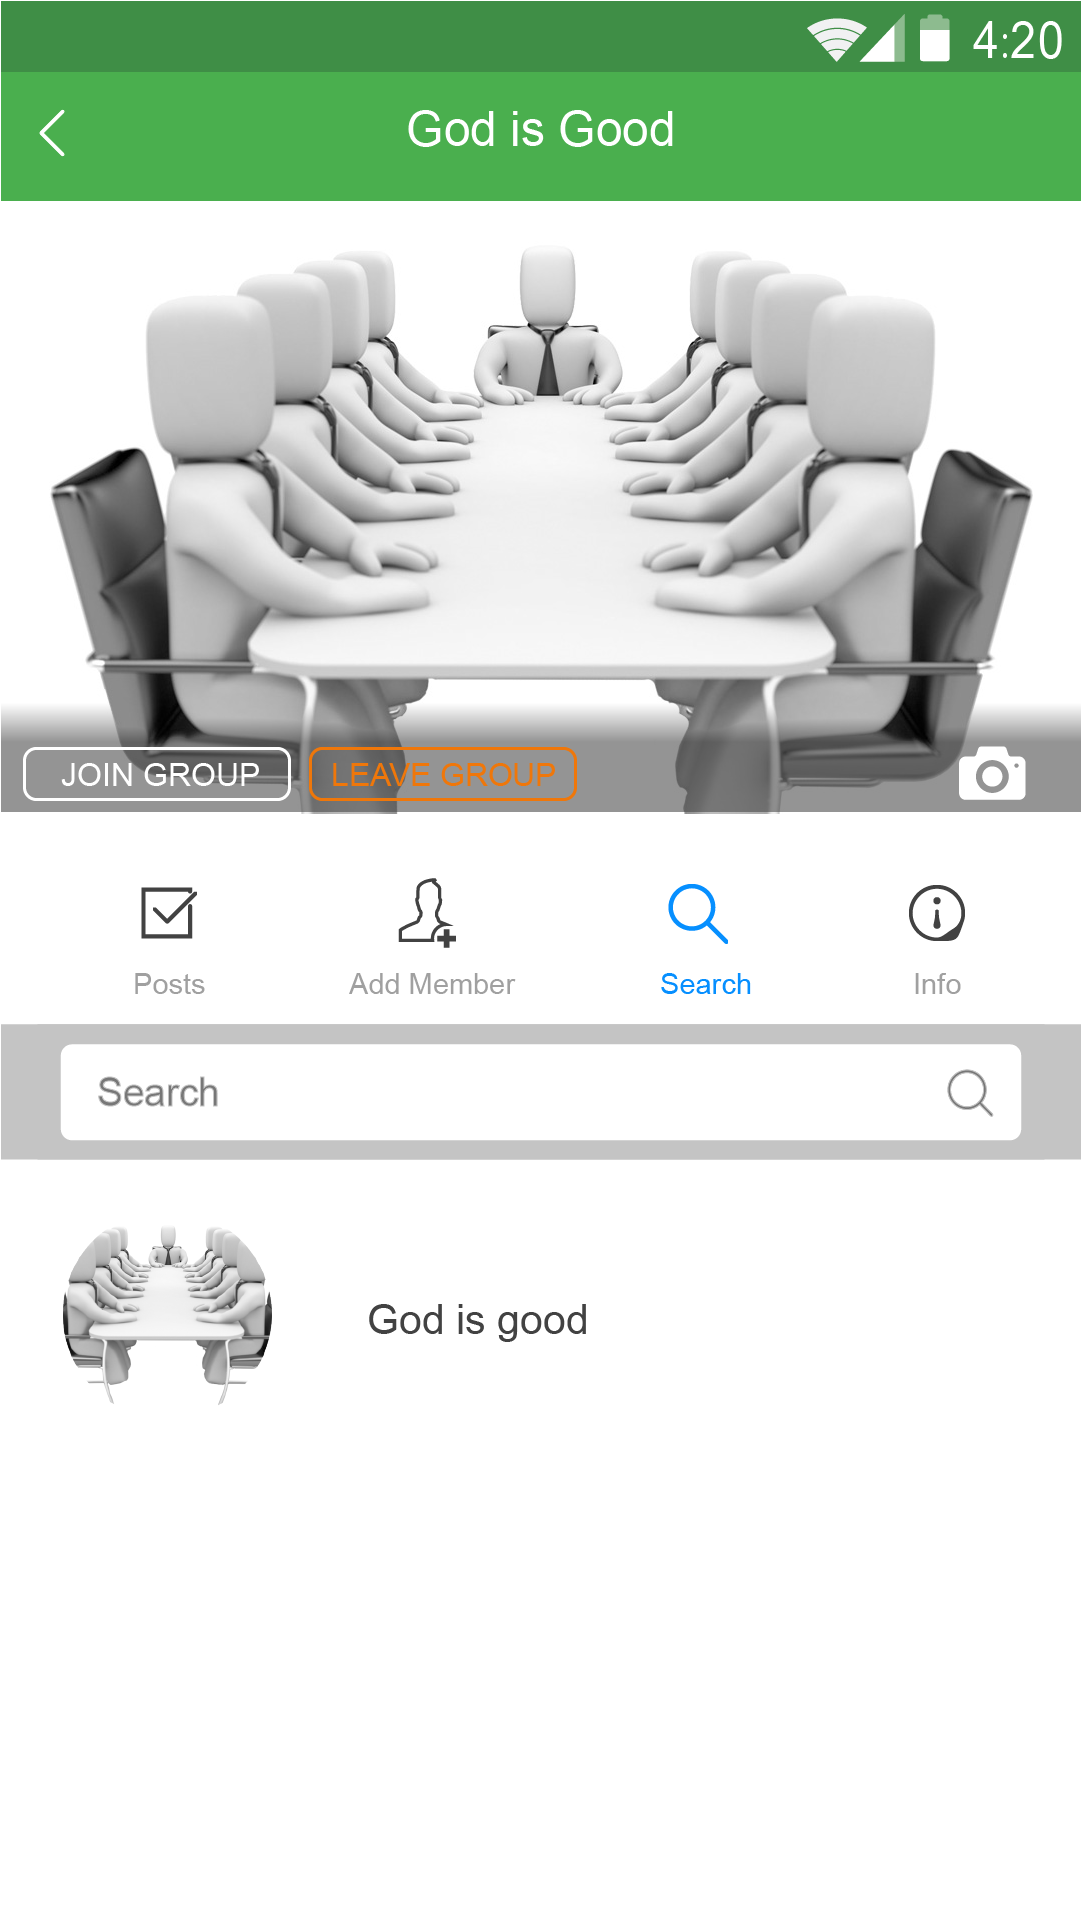 4:20
God is Good
JOIN GROUP
LEAVE GROUP
Posts
Add Member
Search
Info
Search
God is good